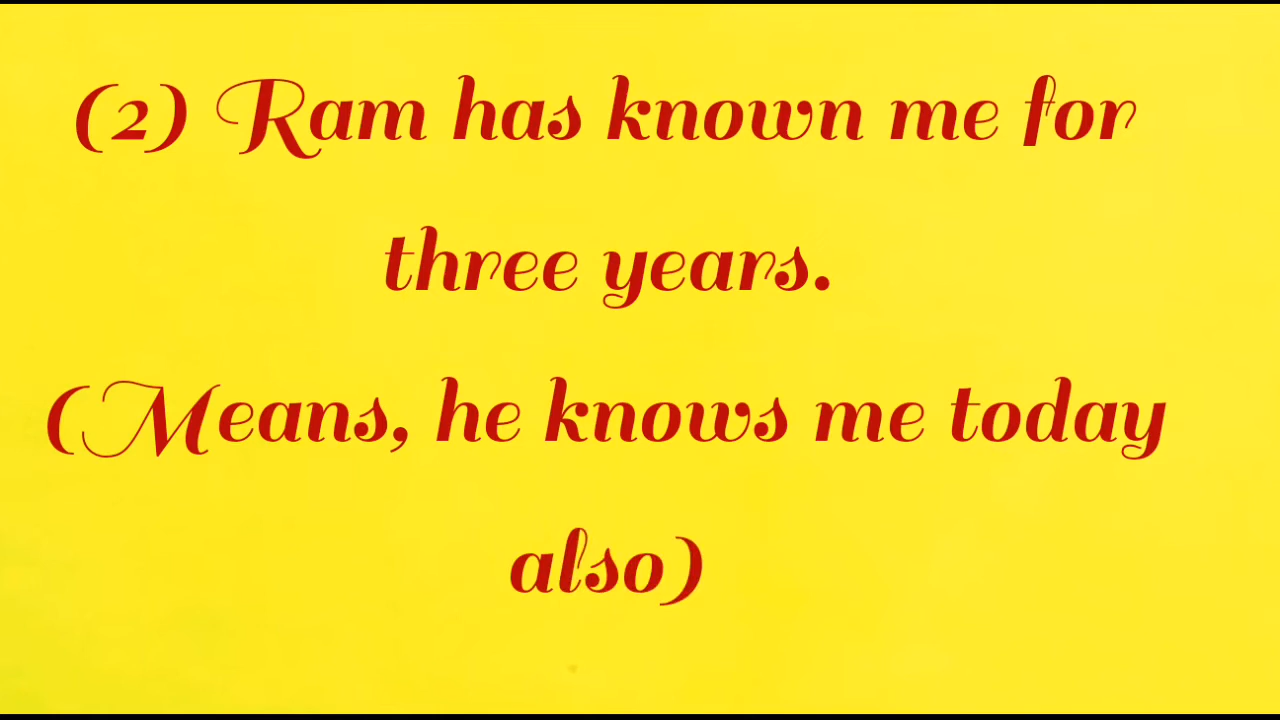 (2) Ram has known me for
three years.
(Means, he knows me today
also)